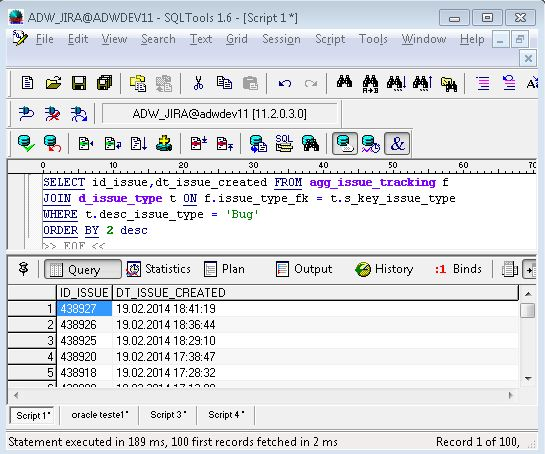 ADW_JIRA@ADWDEV11 - SQLTools 1.6 - [Script 1 *]
File Edit View Search Text Grid Session Script Tools Window Help
ADW_JIRA@adwdev11 [11.2.0.3.0]
SQL &
0 10 20 30 40 50 60 70
SELECT id_issue,dt_issue_created FROM agg_issue_tracking f
JOIN d_issue_type t ON f.issue_type_fk = t.s_key_issue_type
WHERE t.desc_issue_type = 'Bug'
ORDER BY 2 desc
>> EOF <<
Query Statistics Plan Output History :1 Binds
ID_ISSUE DT_ISSUE_CREATED
1 438927 19.02.2014 18:41:19
2 438926 19.02.2014 18:36:44
3 438925 19.02.2014 18:29:10
4 438920 19.02.2014 17:38:47
5 438918 19.02.2014 17:28:32
Script 1* oracle teste1* Script 3 * Script 4 *
Statement executed in 189 ms, 100 first records fetched in 2 ms Record 1 of 100,